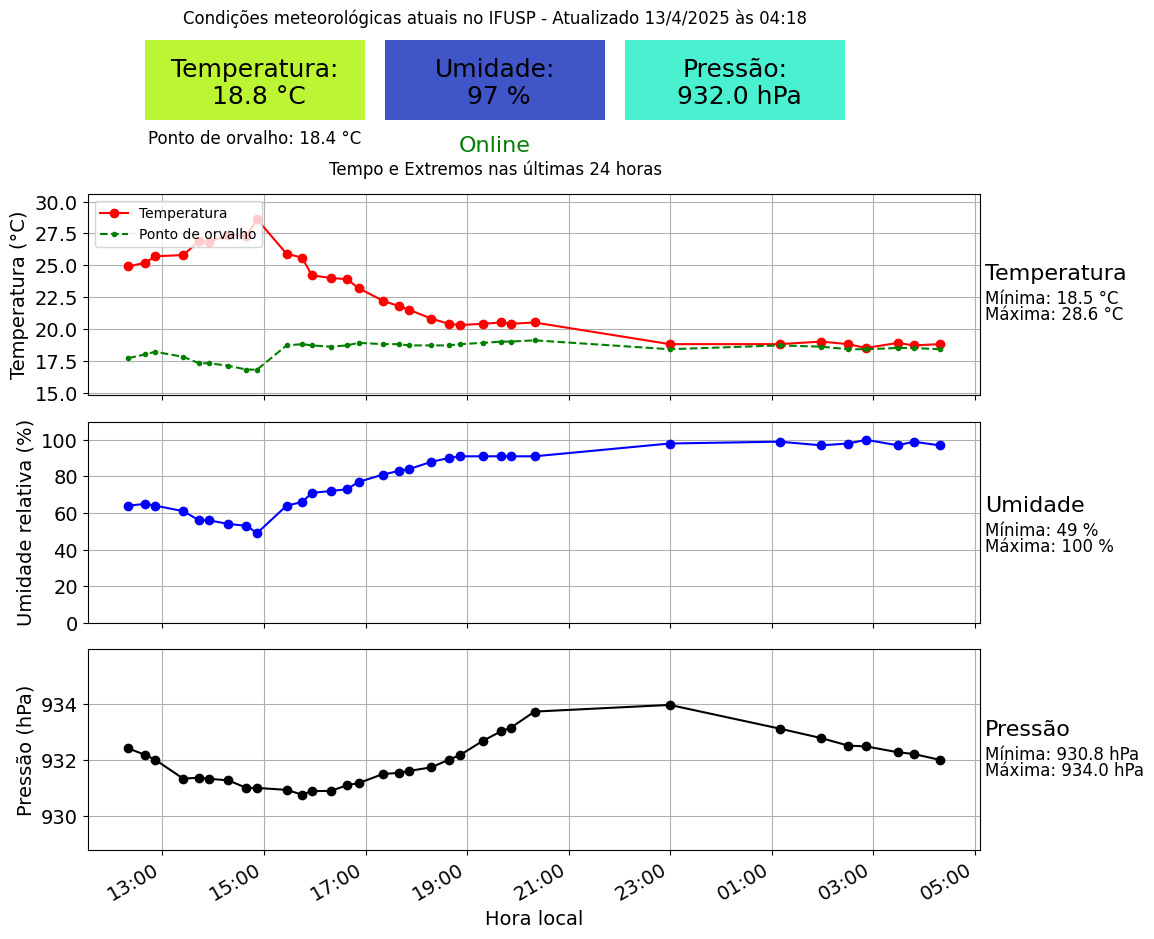 Condições meteorológicas atuais no IFUSP - Atualizado 13/4/2025 às 04:18
Temperatura:
18.8 °C
Umidade:
97 %
Pressão:
932.0 hPa
Ponto de orvalho: 18.4 °C
Online
Tempo e Extremos nas últimas 24 horas
Temperatura (°C)
30.0
27.5
25.0
22.5
20.0
17.5
15.0
Temperatura
Ponto de orvalho
Temperatura
Mínima: 18.5 °C
Máxima: 28.6 °C
Umidade relativa (%)
100
80
60
40
20
0
Umidade
Mínima: 49 %
Máxima: 100 %
Pressão (hPa)
934
932
930
Pressão
Mínima: 930.8 hPa
Máxima: 934.0 hPa
13:00
15:00
17:00
19:00
21:00
23:00
01:00
03:00
05:00
Hora local